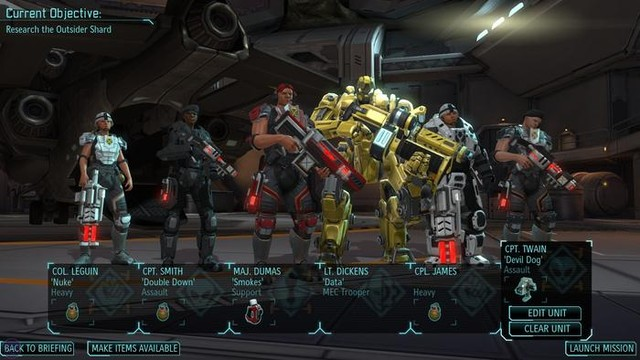 Current Objective:
Research the Outsider Shard
COL. LEGUIN
'Nuke'
Heavy
CPT. SMITH
'Double Down'
Assault
MAJ. DUMAS
'Smokes'
Support
LT. DICKENS
'Data'
MEC Trooper
CPL. JAMES
Heavy
CPT. TWAIN
'Devil Dog'
Assault
EDIT UNIT
CLEAR UNIT
BACK TO BRIEFING
MAKE ITEMS AVAILABLE
LAUNCH MISSION